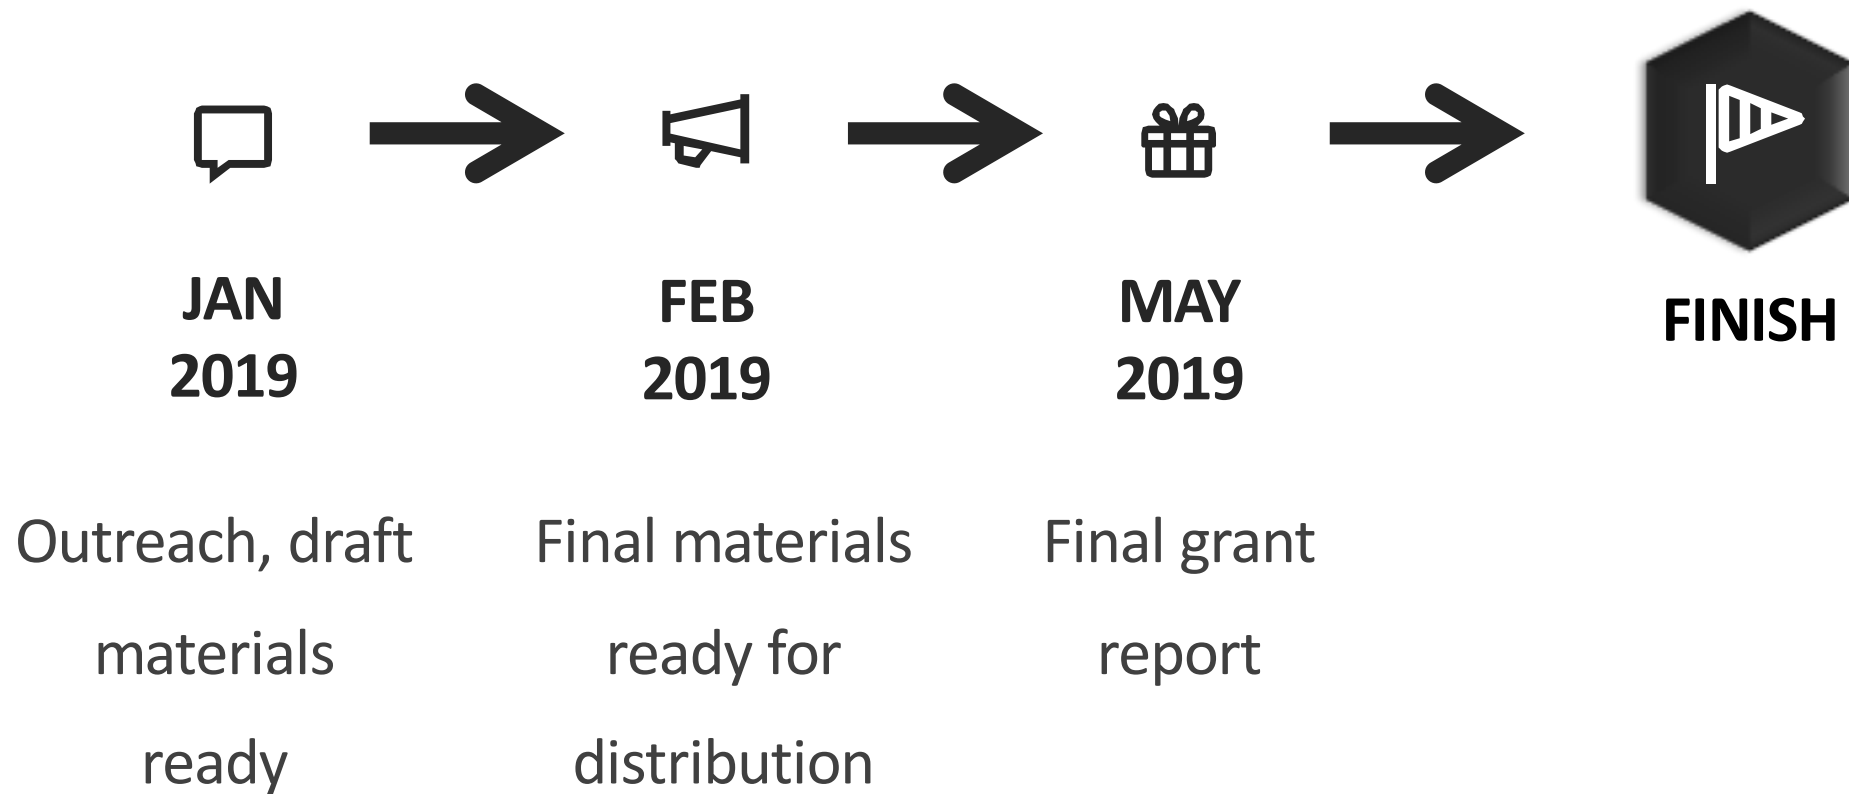 JAN
2019
FEB
2019
MAY
2019
FINISH
Outreach, draft
materials
ready
Final materials
ready for
distribution
Final grant
report